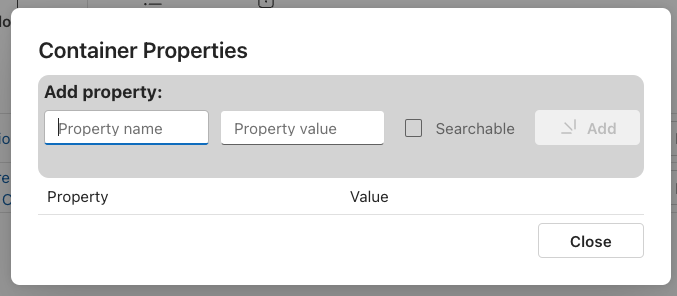 Container Properties
Add property:
Property name Property value Searchable Add
Property Value
Close